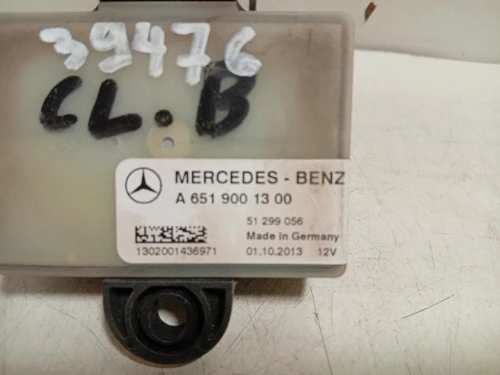 39476
CL.B
MERCEDES - BENZ
A 651 900 13 00
51 299 056
Made in Germany
1302001436971 01.10.2013 12V